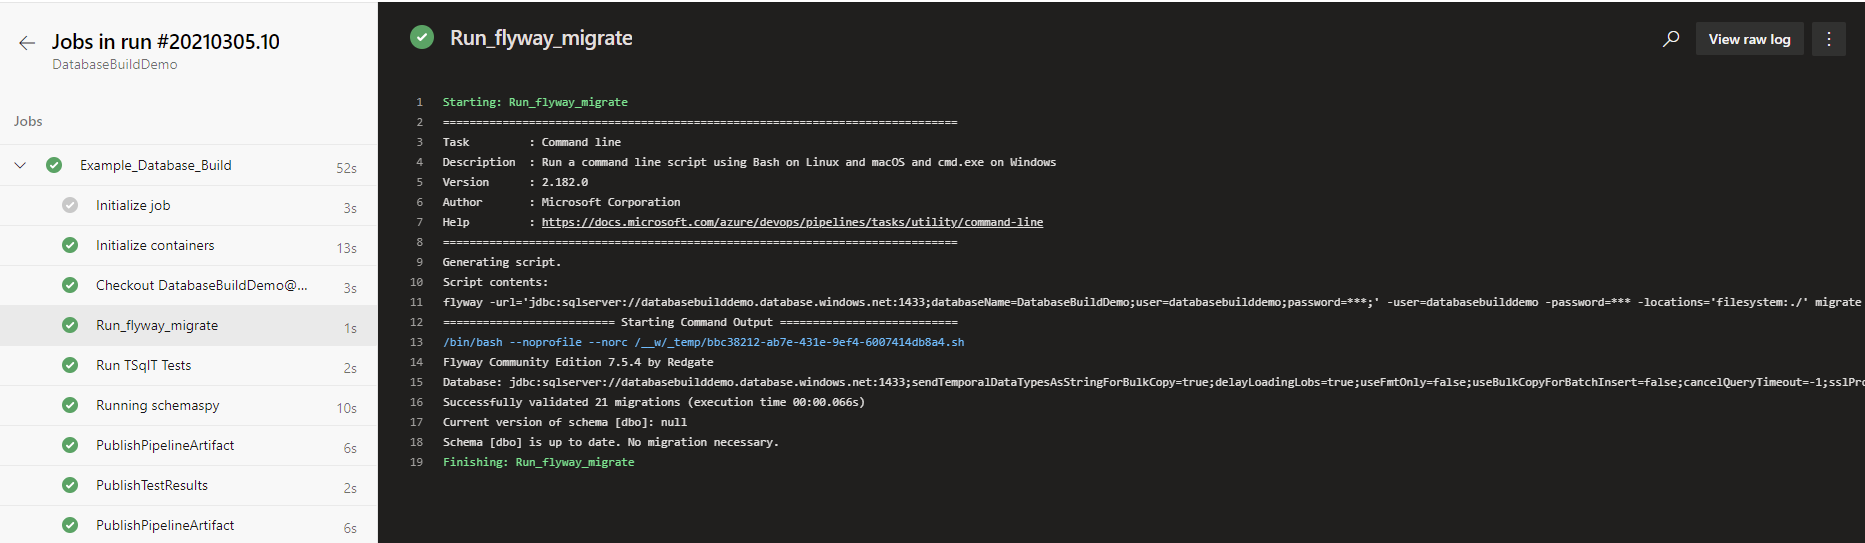 Jobs in run #20210305.10
DatabaseBuildDemo
Jobs
Example_Database_Build 52s
Initialize job 3s
Initialize containers 13s
Checkout DatabaseBuildDemo@... 3s
Run_flyway_migrate 1s
Run TSqlT Tests 2s
Running schemaspy 10s
PublishPipelineArtifact 6s
PublishTestResults 2s
PublishPipelineArtifact 6s
Run_flyway_migrate
View raw log
1 Starting: Run_flyway_migrate
2 ==============================================================================
3 Task         : Command line
4 Description  : Run a command line script using Bash on Linux and macOS and cmd.exe on Windows
5 Version      : 2.182.0
6 Author       : Microsoft Corporation
7 Help         : https://docs.microsoft.com/azure/devops/pipelines/tasks/utility/command-line
8 ==============================================================================
9 Generating script.
10 Script contents:
11 flyway -url='jdbc:sqlserver://databasebuilddemo.database.windows.net:1433;databaseName=DatabaseBuildDemo;user=databasebuilddemo;password=***;' -user=databasebuilddemo -password=*** -locations='filesystem:./' migrate
12 ========================== Starting Command Output ===========================
13 /bin/bash --noprofile --norc /__w/_temp/bbc38212-ab7e-431e-9ef4-6007414db8a4.sh
14 Flyway Community Edition 7.5.4 by Redgate
15 Database: jdbc:sqlserver://databasebuilddemo.database.windows.net:1433;sendTemporalDataTypesAsStringForBulkCopy=true;delayLoadingLobs=true;useFmtOnly=false;useBulkCopyForBatchInsert=false;cancelQueryTimeout=-1;sslPro
16 Successfully validated 21 migrations (execution time 00:00.066s)
17 Current version of schema [dbo]: null
18 Schema [dbo] is up to date. No migration necessary.
19 Finishing: Run_flyway_migrate